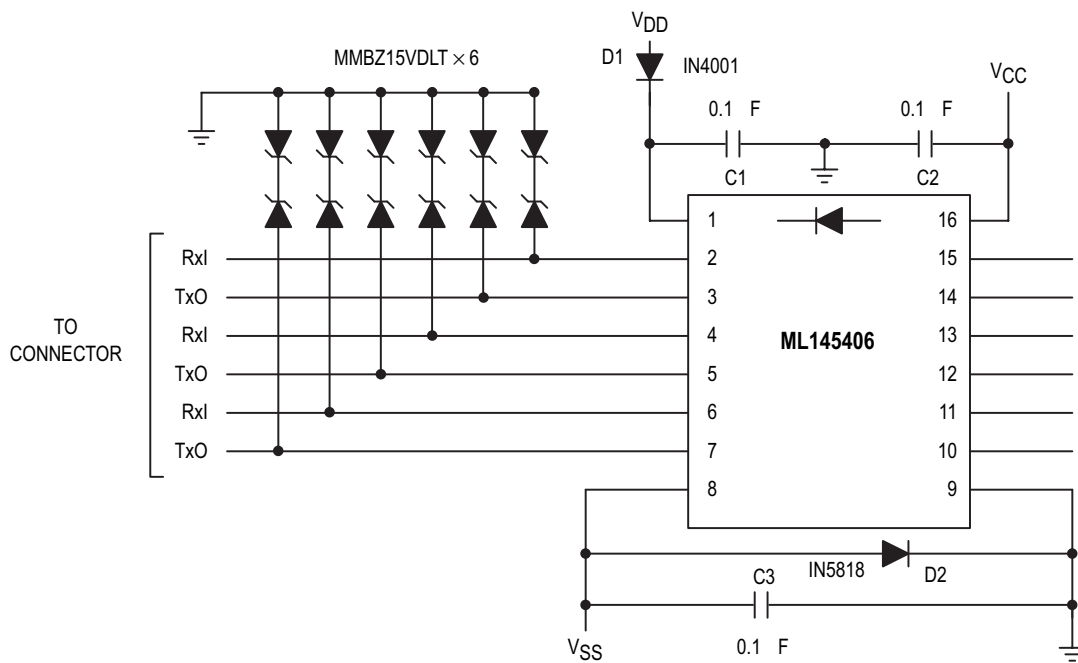 VDD
MMBZ15VDLT × 6
D1
IN4001
VCC
0.1 F
0.1 F
C1
C2
1
16
RxI
2
15
TxO
3
14
TO CONNECTOR
RxI
4
ML145406
13
TxO
5
12
RxI
6
11
TxO
7
10
8
9
IN5818
D2
C3
VSS
0.1 F